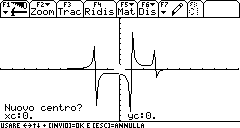 F1 F2 Zoom F3 Trac F4 Ridis F5 Mat F6 Dis F7
Nuovo centro?
xc:0. yc:0.
USARE ←→↑↓ + [INVIO]=OK E [ESC]=ANNULLA